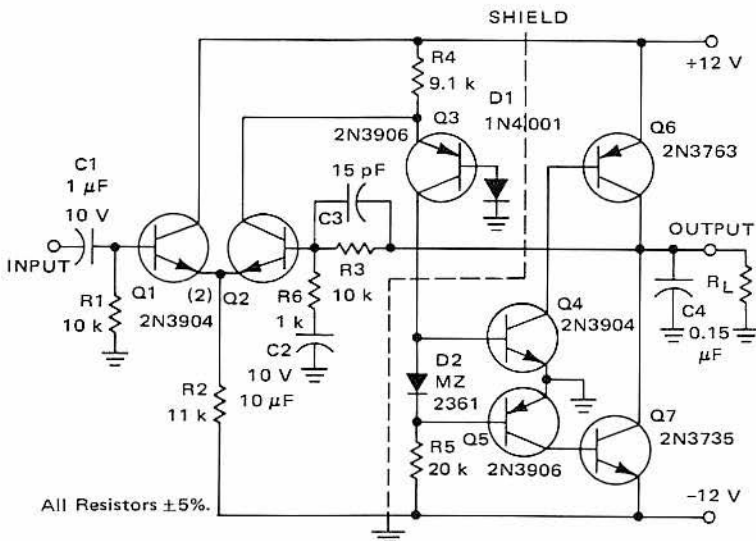 SHIELD
+12 V
R4
9.1 k
D1
1N4001
Q3
2N3906
Q6
2N3763
C1
1 µF
10 V
15 pF
C3
INPUT
OUTPUT
R3
10 k
R1
10 k
Q1
(2)
Q2
2N3904
R6
1 k
C2
10 V
10 µF
Q4
2N3904
C4
0.15
µF
RL
R2
11 k
D2
MZ
2361
Q5
2N3906
Q7
2N3735
R5
20 k
All Resistors ±5%.
−12 V